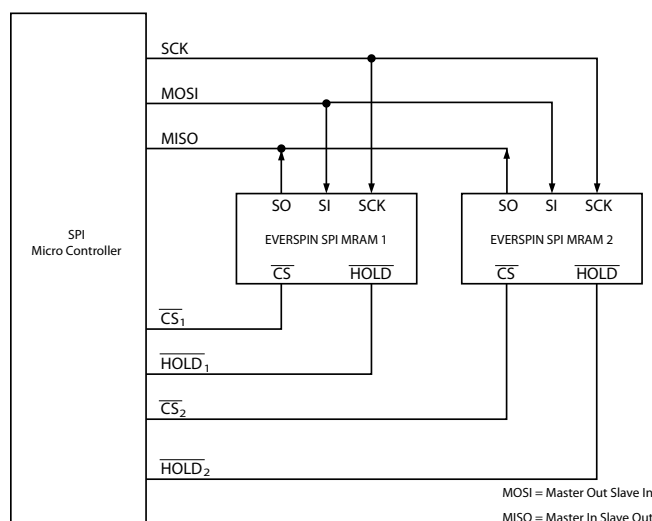 SCK
MOSI
MISO
SO SI SCK
SO SI SCK
SPI
Micro Controller
EVERSPIN SPI MRAM 1
EVERSPIN SPI MRAM 2
CS HOLD
CS HOLD
CS1
HOLD1
CS2
HOLD2
MOSI = Master Out Slave In
MISO = Master In Slave Out